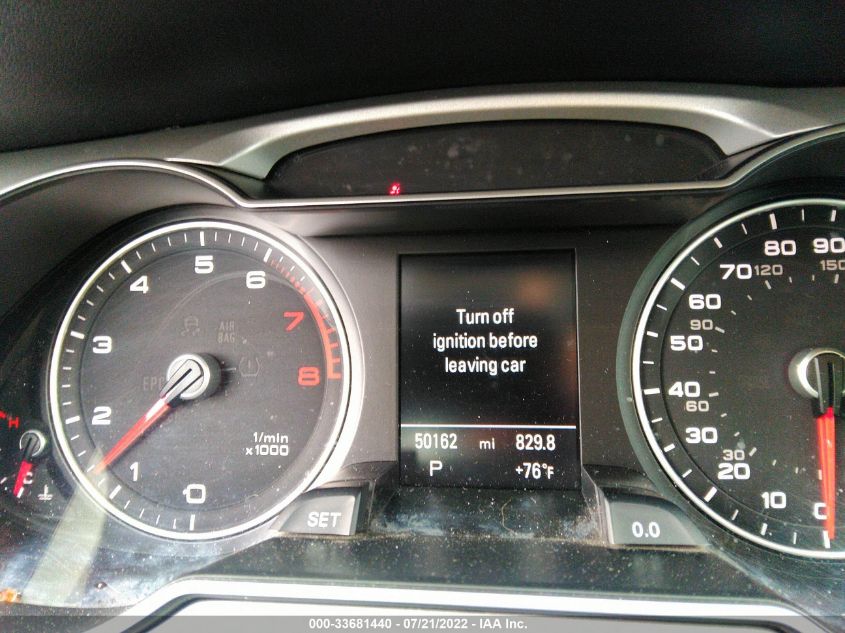 5
4
6
AIR
BAG
3
7
EPC
8
2
1/min
x1000
1
0
H
C
SET
Turn off
ignition before
leaving car
50162 mi 829.8
P +76°F
0.0
80 90
70 120 150
60
90
50
40
60
30
30
20
10
0
000-33681440 - 07/21/2022 - IAA Inc.